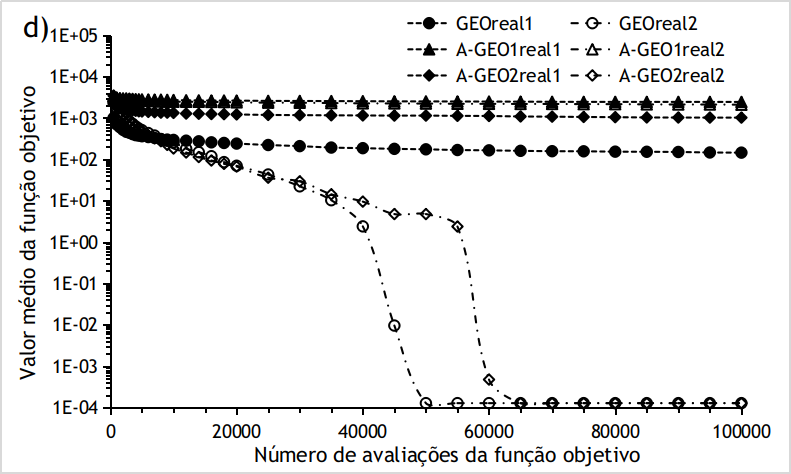 d)
GEOreal1
GEOreal2
A-GEO1real1
A-GEO1real2
A-GEO2real1
A-GEO2real2
Valor médio da função objetivo
1E+05
1E+04
1E+03
1E+02
1E+01
1E+00
1E-01
1E-02
1E-03
1E-04
0 20000 40000 60000 80000 100000
Número de avaliações da função objetivo